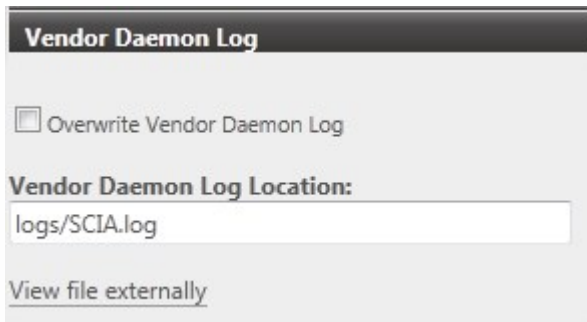 Vendor Daemon Log
Overwrite Vendor Daemon Log
Vendor Daemon Log Location:
logs/SCIA.log
View file externally